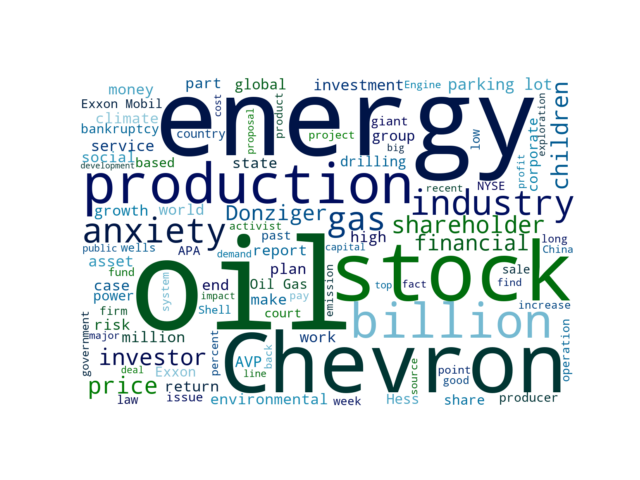 money part global investment Engine parking lot
Exxon Mobil cost energy giant children
climate product exploration
bankruptcy country proposal project group low corporate
service big
social based state drilling profit
development
production recent NYSE industry
growth world Donziger gas shareholder
anxiety activist financial
public wells APA past demand report capital high long China
asset fund plan stock sale find
case system end Oil Gas emission top fact
power oil impact make pay increase
firm Shell court billion
risk million
government major percent work
investor deal AVP back Chevron operation
Exxon line source point
price return good
law issue environmental week Hess share producer